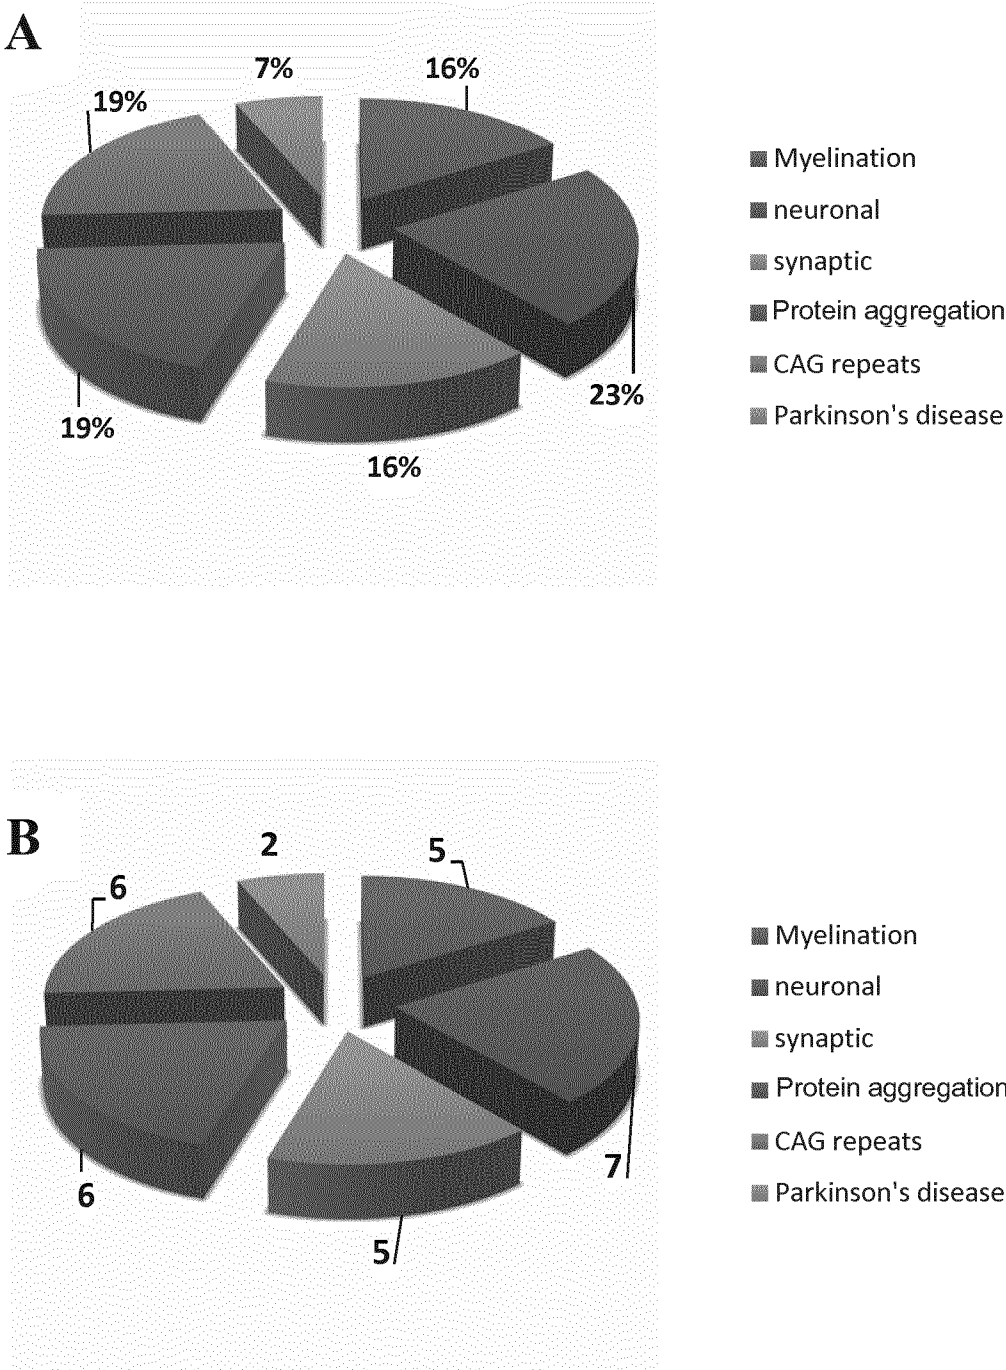 A
7%
16%
19%
19%
16%
23%
Myelination
neuronal
synaptic
Protein aggregation
CAG repeats
Parkinson's disease
B
2
5
6
6
5
7
Myelination
neuronal
synaptic
Protein aggregation
CAG repeats
Parkinson's disease